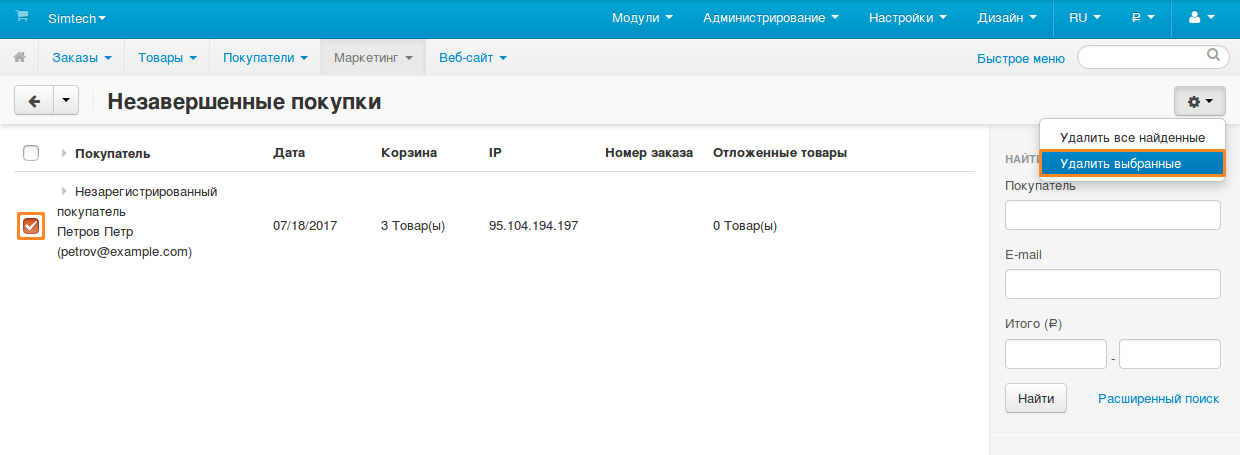 Simtech Модули Администрирование Настройки Дизайн RU ₽
Заказы Товары Покупатели Маркетинг Веб-сайт Быстрое меню
Незавершенные покупки
Удалить все найденные
Удалить выбранные
Покупатель Дата Корзина IP Номер заказа Отложенные товары
Незарегистрированный
покупатель
Петров Петр
(petrov@example.com)
07/18/2017 3 Товар(ы) 95.104.194.197 0 Товар(ы)
Покупатель
E-mail
Итого (₽)
-
Найти Расширенный поиск